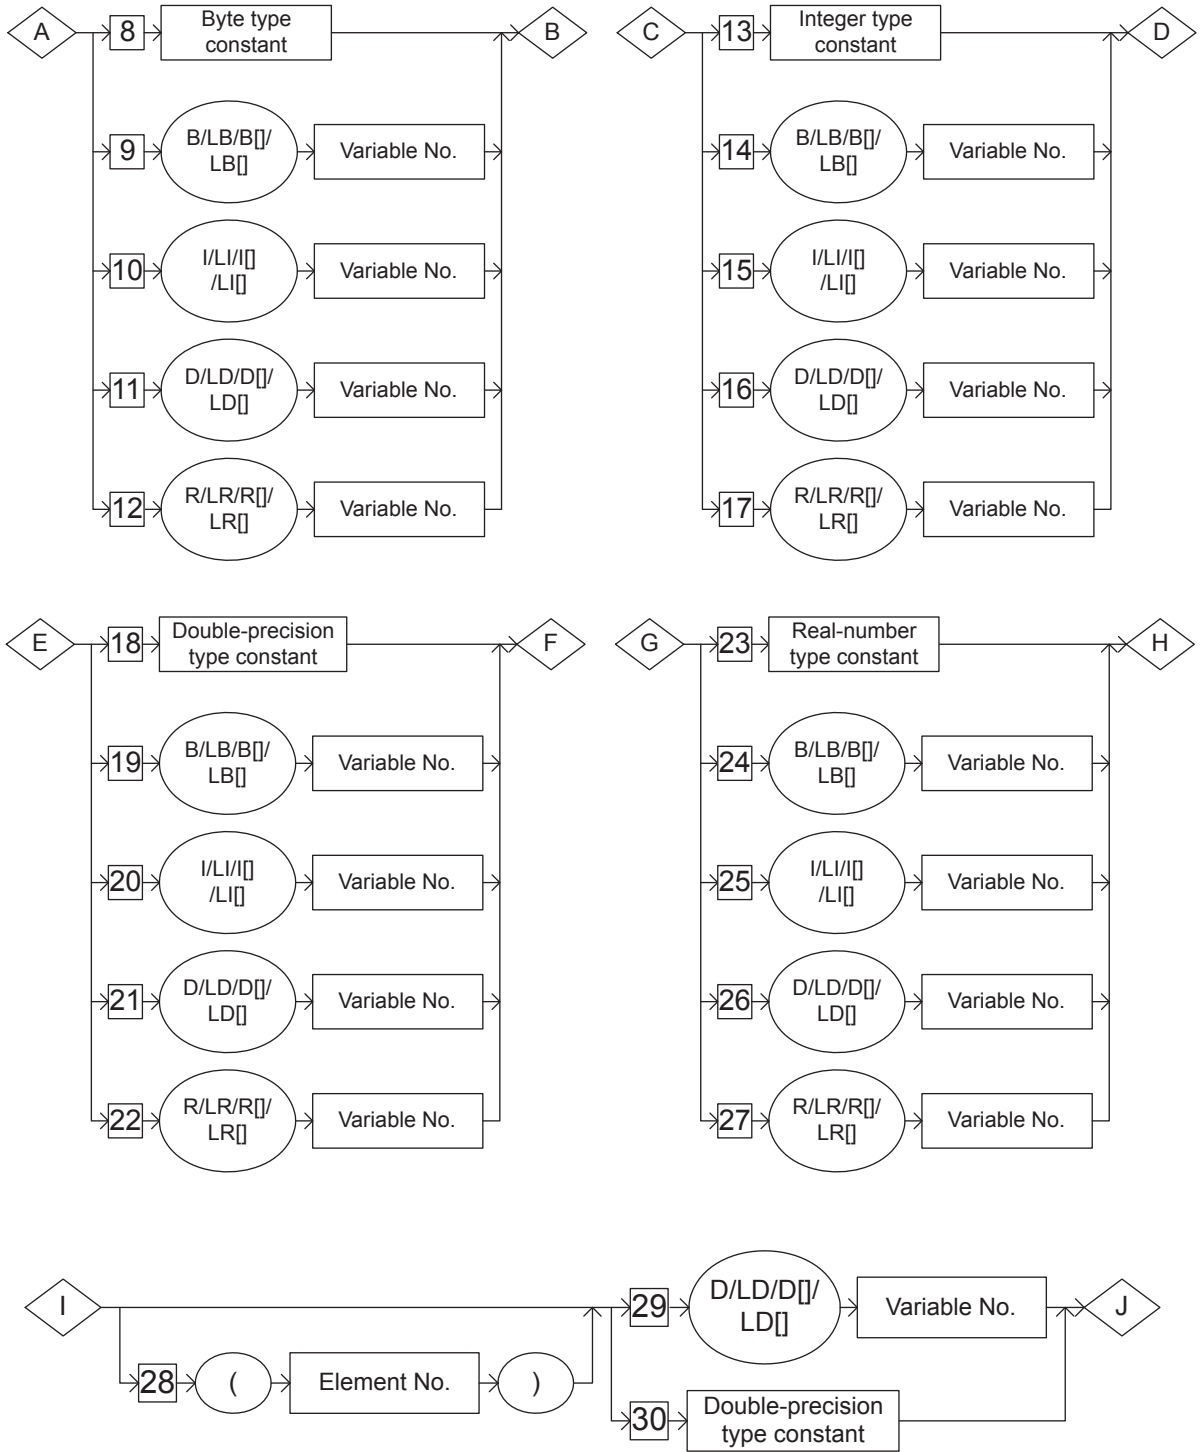 A
8
Byte type
constant
B
9
B/LB/B[]/
LB[]
Variable No.
10
I/LI/I[]
/LI[]
Variable No.
11
D/LD/D[]/
LD[]
Variable No.
12
R/LR/R[]/
LR[]
Variable No.
C
13
Integer type
constant
D
14
B/LB/B[]/
LB[]
Variable No.
15
I/LI/I[]
/LI[]
Variable No.
16
D/LD/D[]/
LD[]
Variable No.
17
R/LR/R[]/
LR[]
Variable No.
E
18
Double-precision
type constant
F
19
B/LB/B[]/
LB[]
Variable No.
20
I/LI/I[]
/LI[]
Variable No.
21
D/LD/D[]/
LD[]
Variable No.
22
R/LR/R[]/
LR[]
Variable No.
G
23
Real-number
type constant
H
24
B/LB/B[]/
LB[]
Variable No.
25
I/LI/I[]
/LI[]
Variable No.
26
D/LD/D[]/
LD[]
Variable No.
27
R/LR/R[]/
LR[]
Variable No.
I
28
(
Element No.
)
29
D/LD/D[]/
LD[]
Variable No.
J
30
Double-precision
type constant